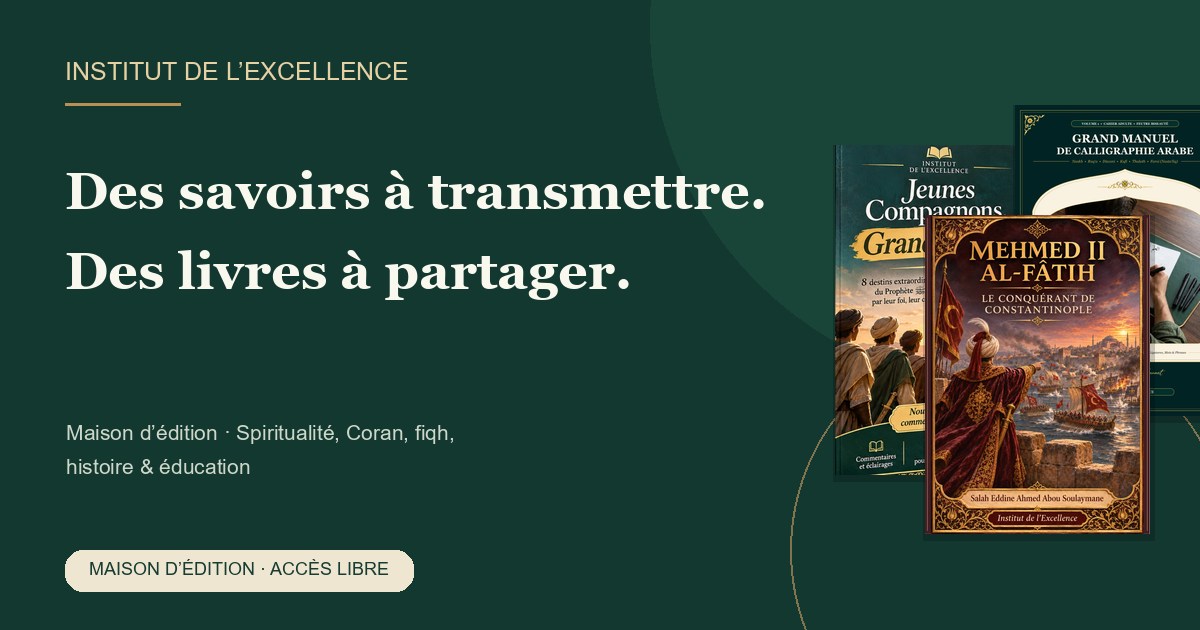 INSTITUT DE L’EXCELLENCE
Des savoirs à transmettre.
Des livres à partager.
Maison d’édition · Spiritualité, Coran, fiqh,
histoire & éducation
MAISON D’ÉDITION · ACCÈS LIBRE
INSTITUT
DE L’EXCELLENCE
Jeunes
Compagnons
8 destins
du Prophète
par leur foi, leur
Commentaires
et éclairages
GRAND MANUEL
DE CALLIGRAPHIE ARABE
MEHMED II
AL-FÂTIH
LE CONQUÉRANT DE
CONSTANTINOPLE
Salah Eddine Ahmed Abou Soulaymane
Institut de l’Excellence